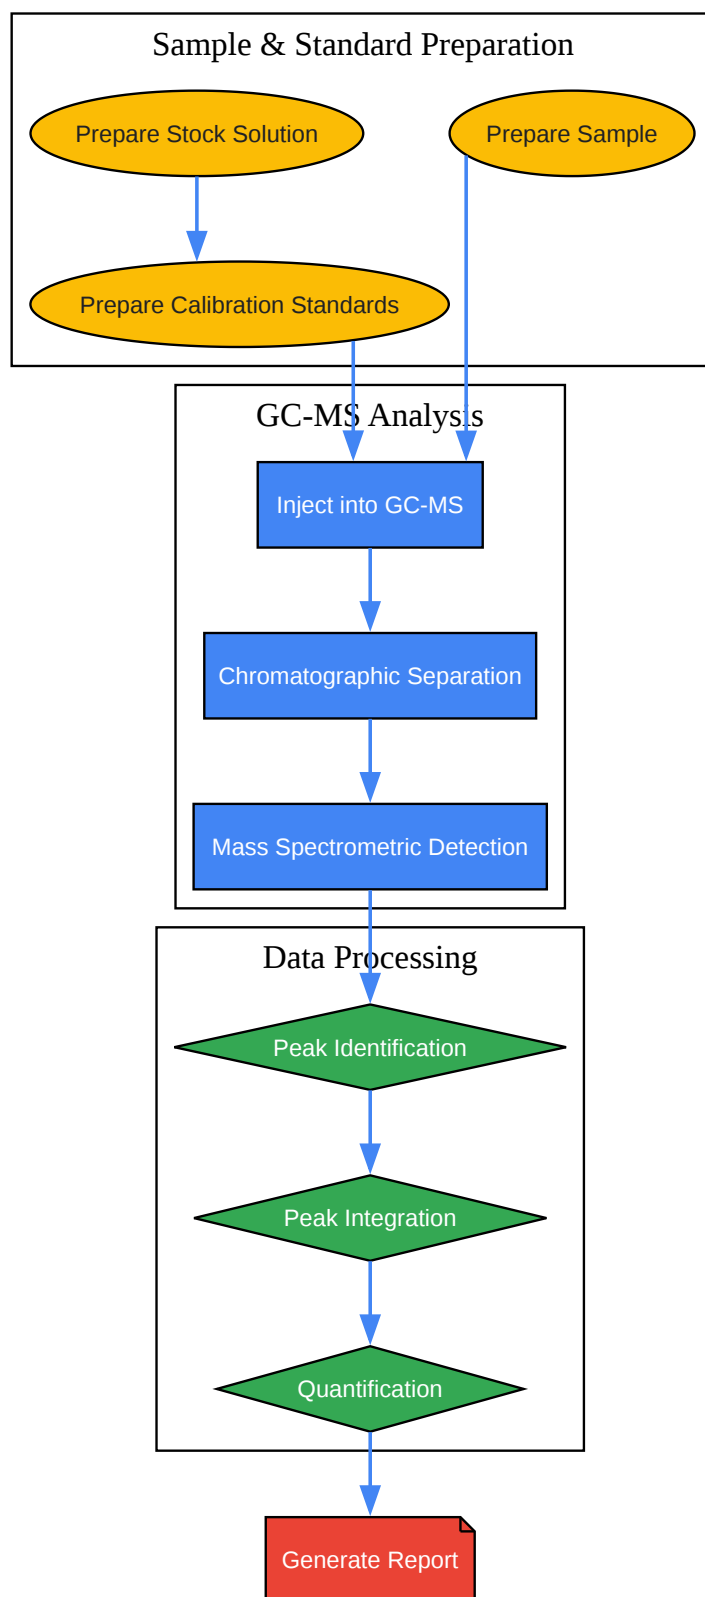 Sample & Standard Preparation
Prepare Stock Solution
Prepare Sample
Prepare Calibration Standards
GC-MS Analysis
Inject into GC-MS
Chromatographic Separation
Mass Spectrometric Detection
Data Processing
Peak Identification
Peak Integration
Quantification
Generate Report